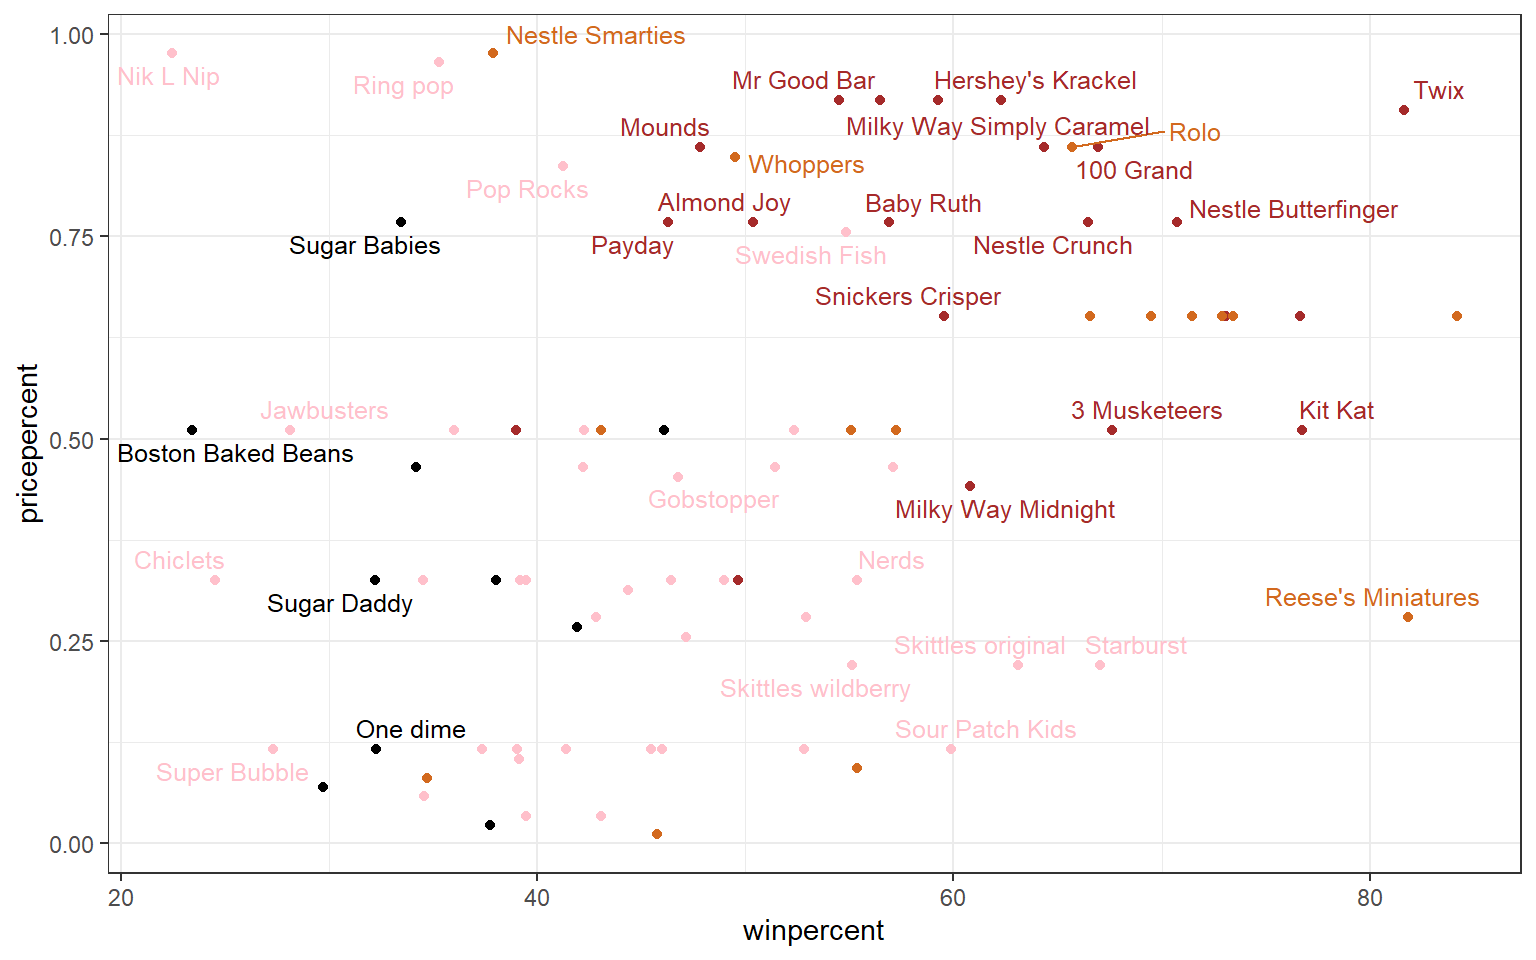 1.00
Nestle Smarties
Nik L Nip
Ring pop
Mr Good Bar
Hershey's Krackel
Twix
Mounds
Milky Way Simply Caramel
Rolo
Whoppers
100 Grand
Pop Rocks
Almond Joy
Baby Ruth
Nestle Butterfinger
0.75
Sugar Babies
Payday
Swedish Fish
Nestle Crunch
Snickers Crisper
pricepercent
Jawbusters
3 Musketeers
Kit Kat
0.50
Boston Baked Beans
Gobstopper
Milky Way Midnight
Chiclets
Nerds
Sugar Daddy
Reese's Miniatures
0.25
Skittles original
Starburst
Skittles wildberry
One dime
Sour Patch Kids
Super Bubble
0.00
20
40
60
80
winpercent